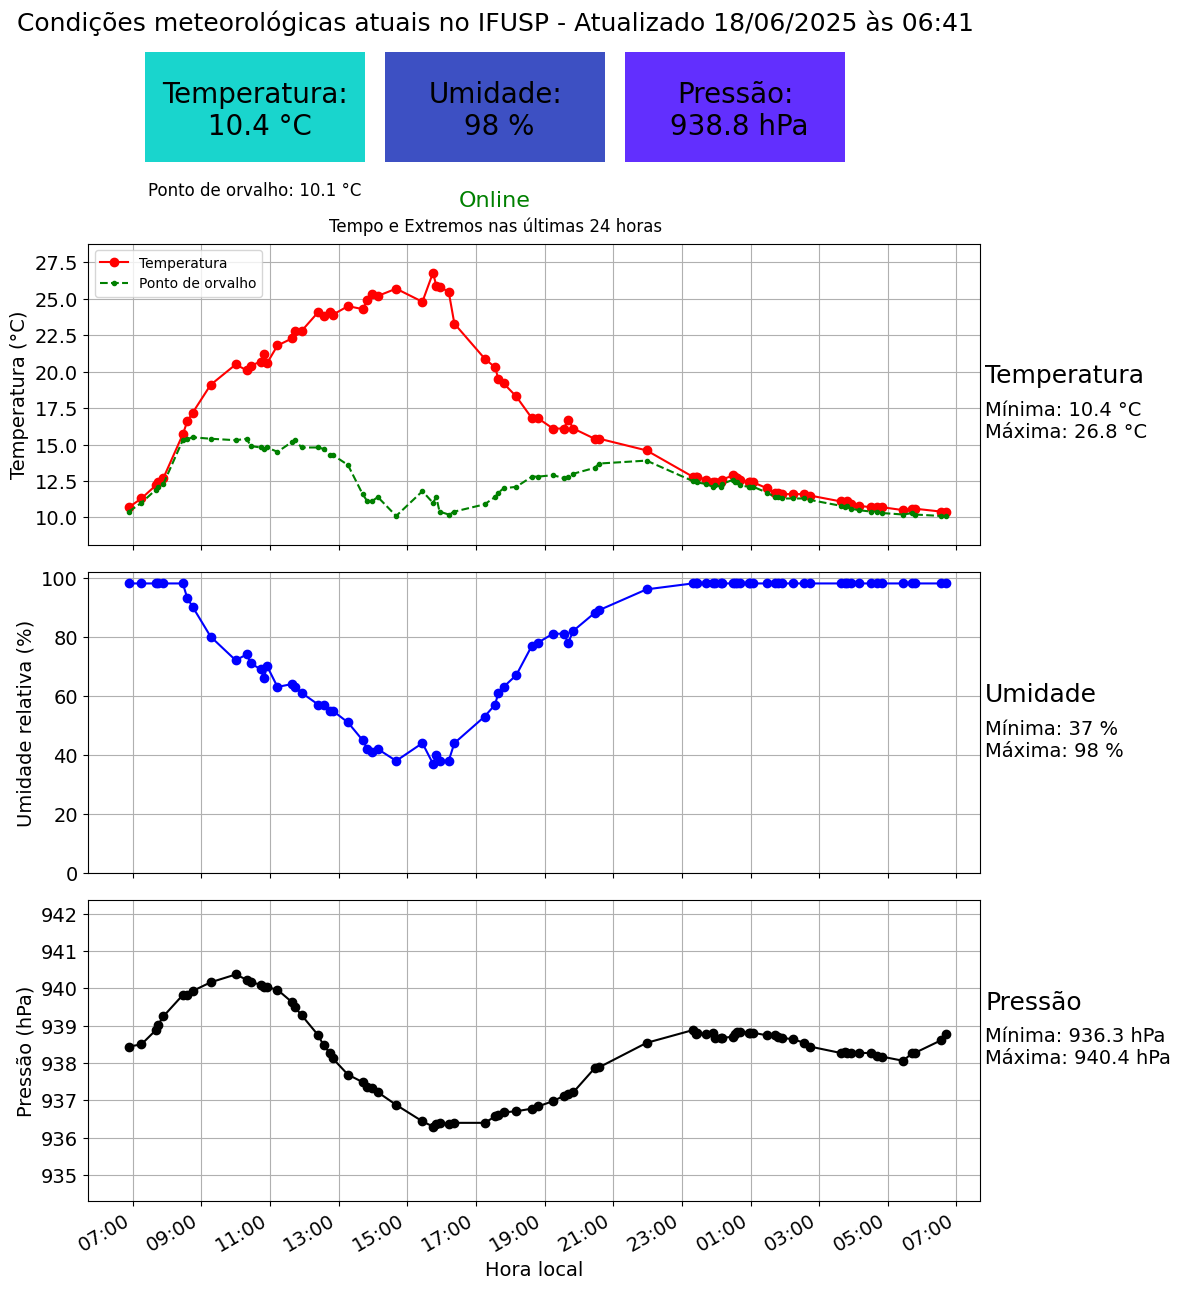 Condições meteorológicas atuais no IFUSP - Atualizado 18/06/2025 às 06:41
Temperatura:
10.4 °C
Umidade:
98 %
Pressão:
938.8 hPa
Ponto de orvalho: 10.1 °C
Online
Tempo e Extremos nas últimas 24 horas
Temperatura (°C)
27.5
25.0
22.5
20.0
17.5
15.0
12.5
10.0
Temperatura
Ponto de orvalho
Temperatura
Mínima: 10.4 °C
Máxima: 26.8 °C
Umidade relativa (%)
100
80
60
40
20
0
Umidade
Mínima: 37 %
Máxima: 98 %
Pressão (hPa)
942
941
940
939
938
937
936
935
Pressão
Mínima: 936.3 hPa
Máxima: 940.4 hPa
07:00 09:00 11:00 13:00 15:00 17:00 19:00 21:00 23:00 01:00 03:00 05:00 07:00
Hora local